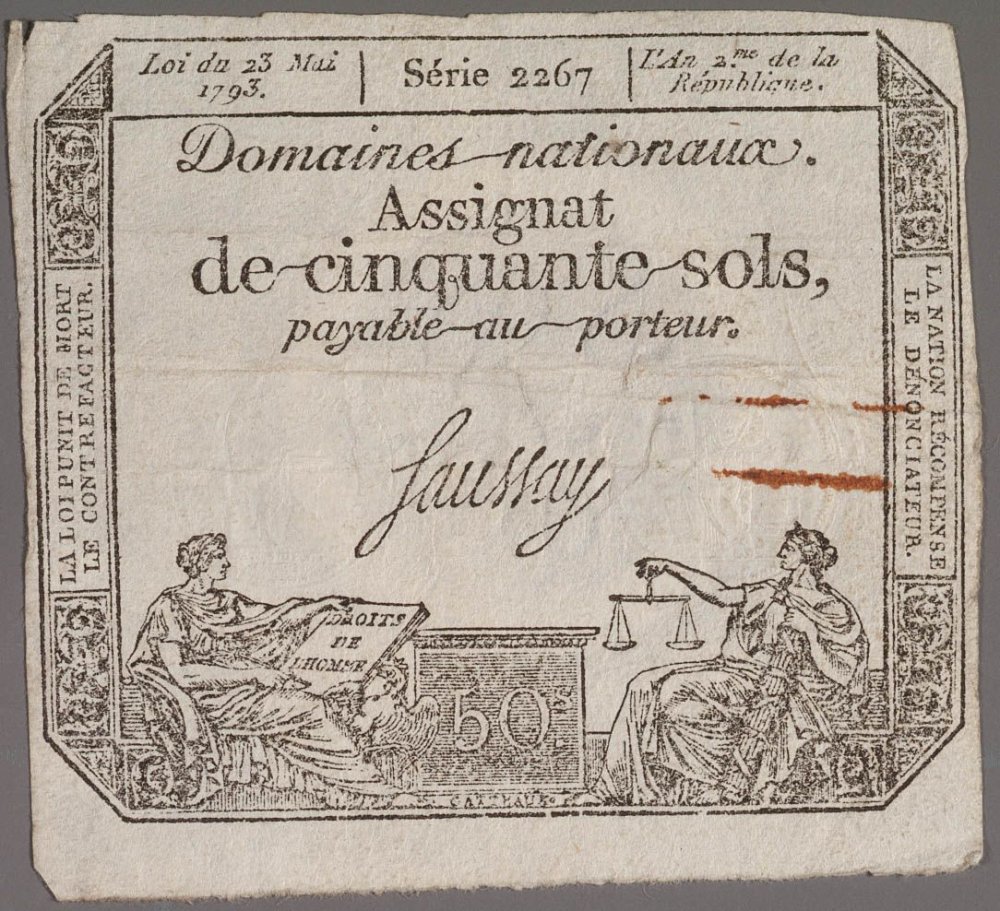 Loi du 23 Mai
1793.
Série 2267
L'An 2.me de la
République.
Domaines nationaux.
Assignat
de cinquante sols,
payable au porteur.
Saussay
LA LOI PUNIT DE MORT
LE CONTREFACTEUR.
LA NATION RÉCOMPENSE
LE DÉNONCIATEUR.
DROITS
DE
L'HOMME
50 s.